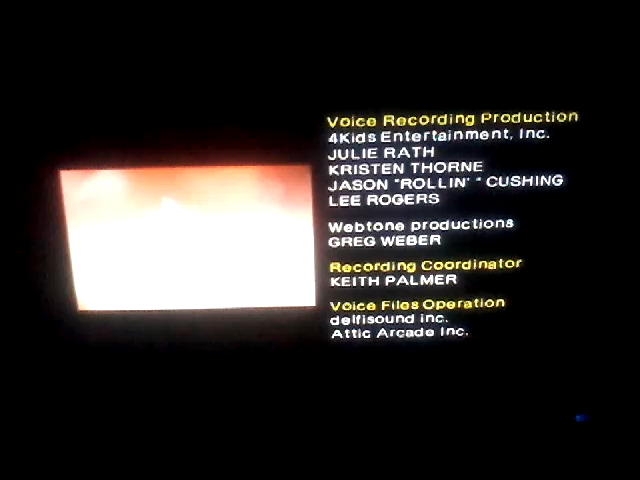 Voice Recording Production
4Kids Entertainment, Inc.
JULIE RATH
KRISTEN THORNE
JASON "ROLLIN' " CUSHING
LEE ROGERS
Webtone productions
GREG WEBER
Recording Coordinator
KEITH PALMER
Voice Files Operation
delfisound inc.
Attic Arcade Inc.